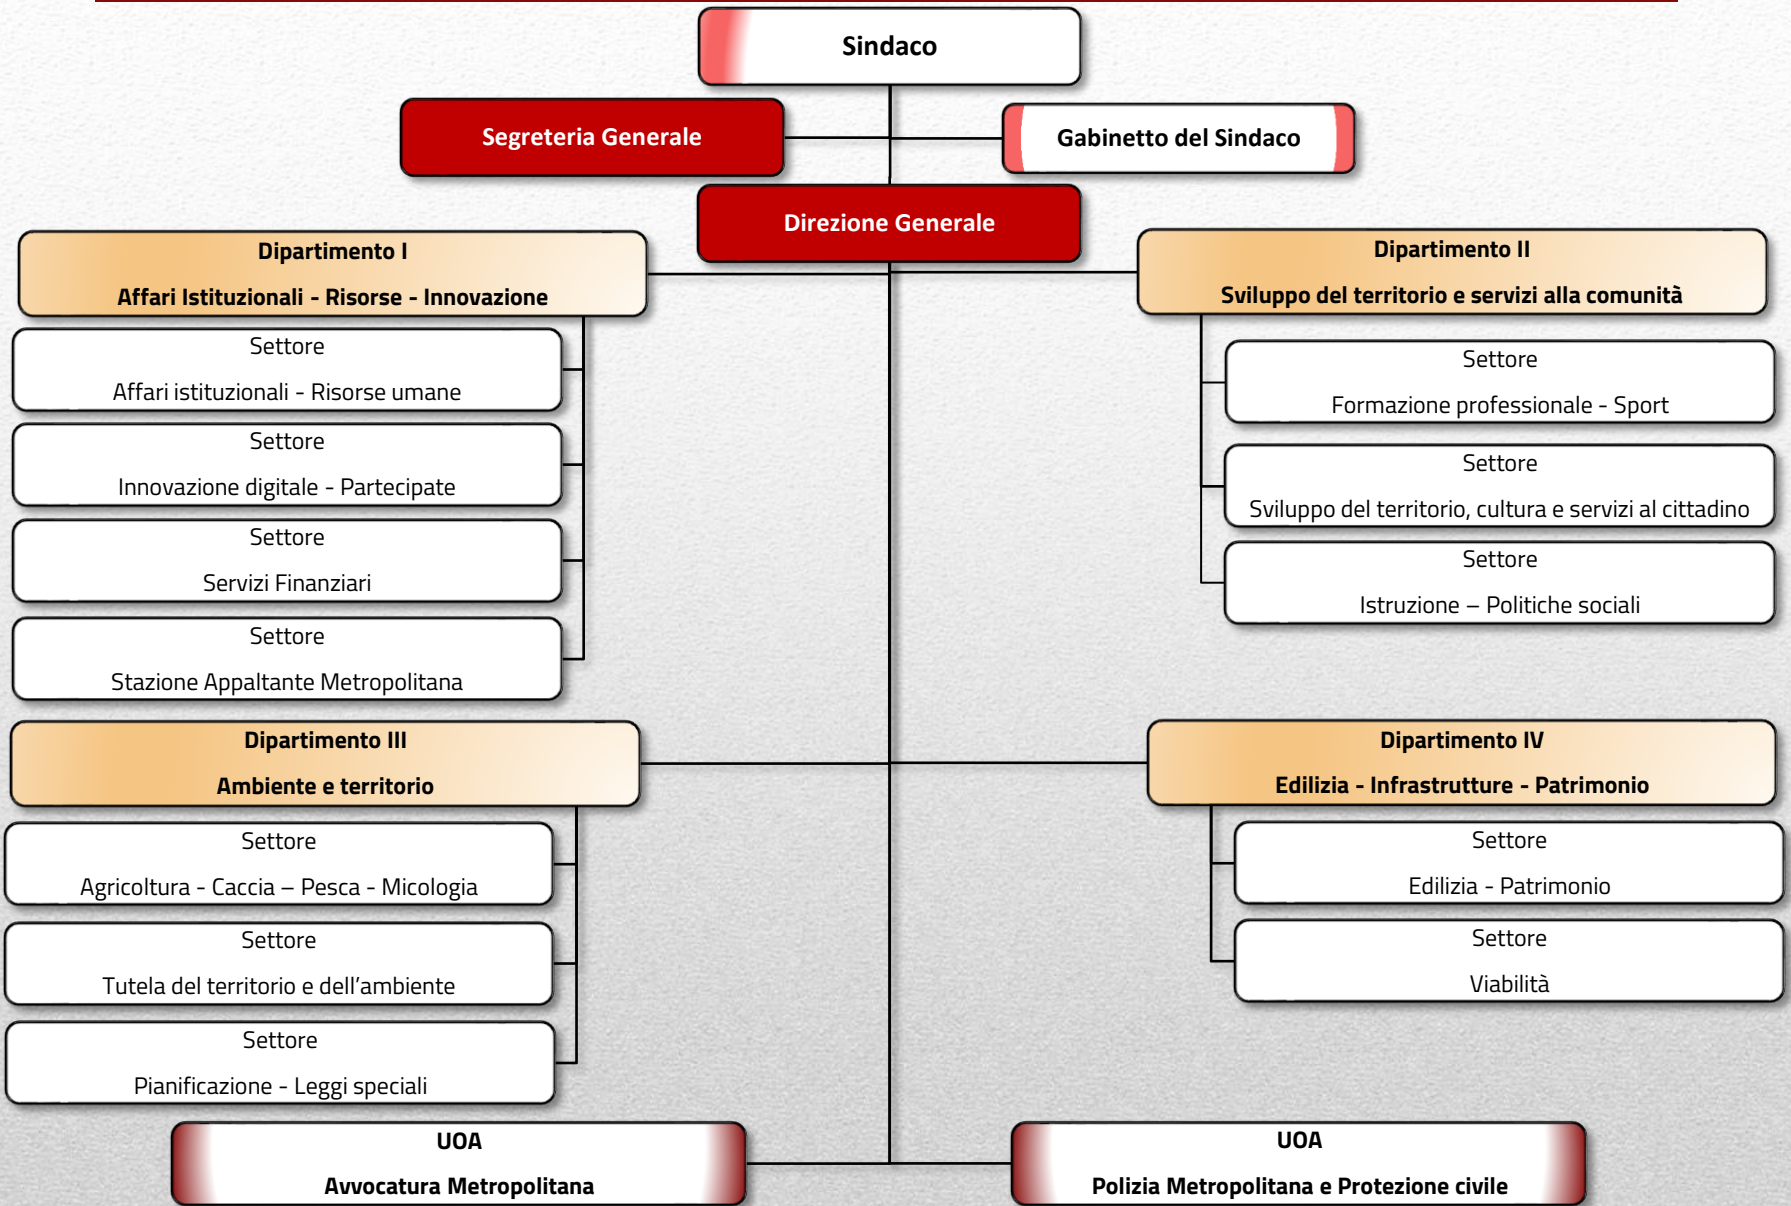 Sindaco
Segreteria Generale
Gabinetto del Sindaco
Direzione Generale
Dipartimento I
Affari Istituzionali - Risorse - Innovazione
Settore
Affari istituzionali - Risorse umane
Settore
Innovazione digitale - Partecipate
Settore
Servizi Finanziari
Settore
Stazione Appaltante Metropolitana
Dipartimento II
Sviluppo del territorio e servizi alla comunità
Settore
Formazione professionale - Sport
Settore
Sviluppo del territorio, cultura e servizi al cittadino
Settore
Istruzione – Politiche sociali
Dipartimento III
Ambiente e territorio
Settore
Agricoltura - Caccia – Pesca - Micologia
Settore
Tutela del territorio e dell’ambiente
Settore
Pianificazione - Leggi speciali
Dipartimento IV
Edilizia - Infrastrutture - Patrimonio
Settore
Edilizia - Patrimonio
Settore
Viabilità
UOA
Avvocatura Metropolitana
UOA
Polizia Metropolitana e Protezione civile